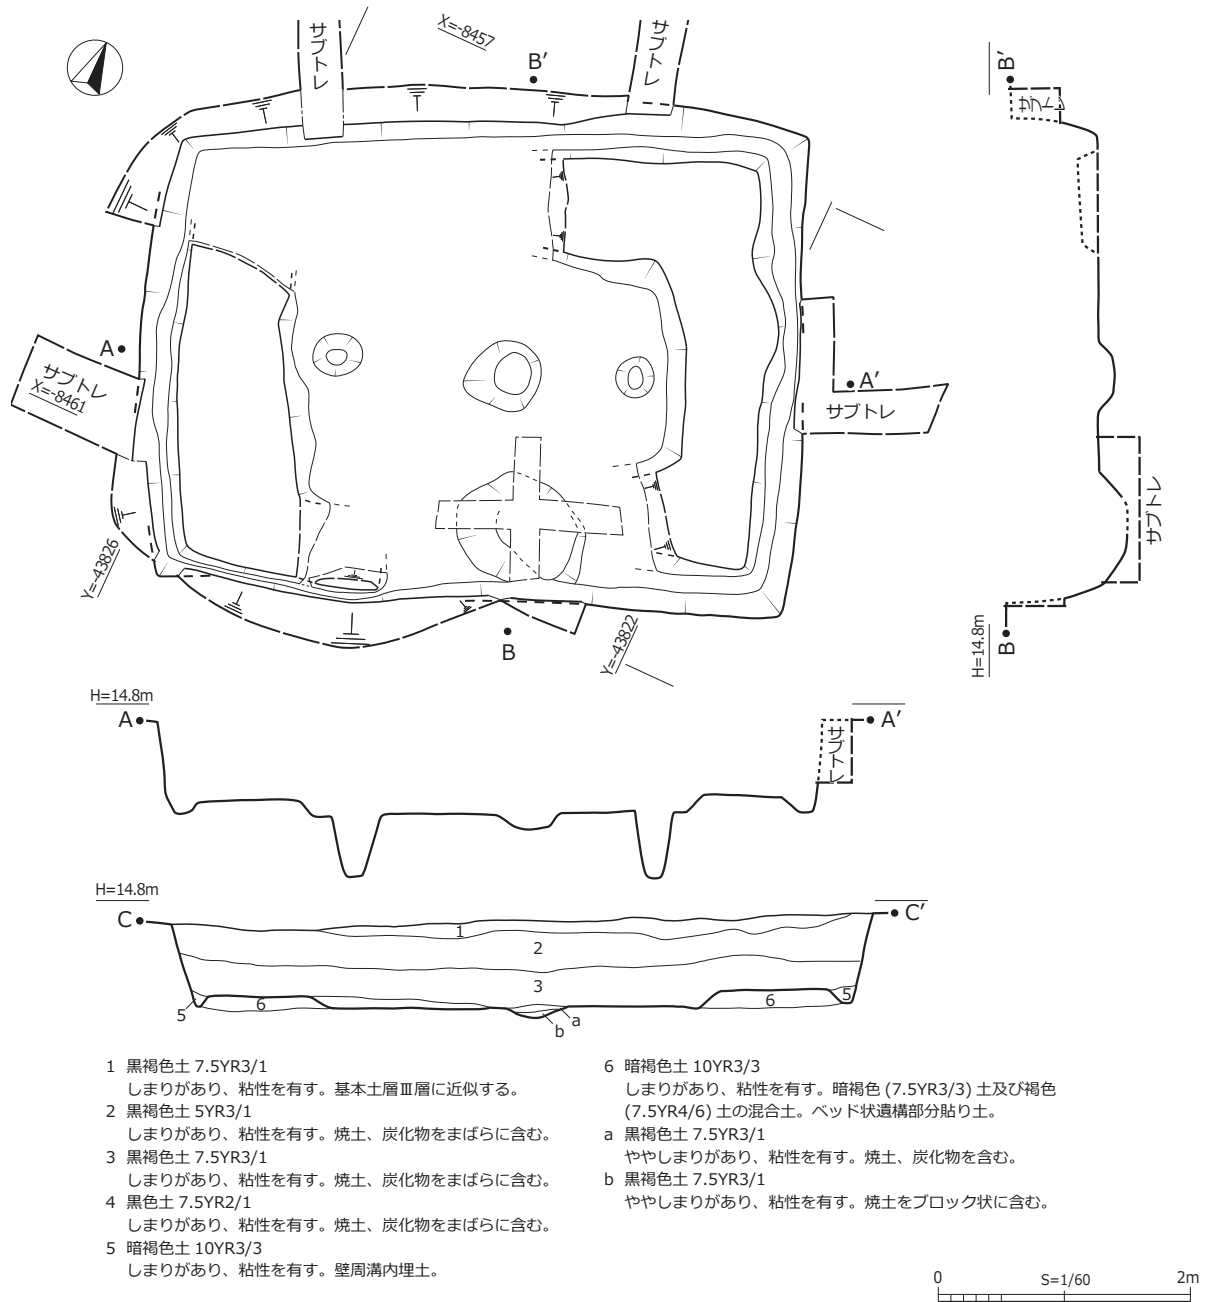 サブトレ
X=-8457
サブトレ
B′
B′
サブトレ
A
サブトレ
X=-8461
A′
サブトレ
サブトレ
Y=-43826
B
Y=-43822
H=14.8m
B
H=14.8m
A
A′
サブトレ
H=14.8m
C
C′
1
2
3
5
6
6
5
a
b
1 黒褐色土 7.5YR3/1
しまりがあり、粘性を有す。基本土層Ⅲ層に近似する。
2 黒褐色土 5YR3/1
しまりがあり、粘性を有す。焼土、炭化物をまばらに含む。
3 黒褐色土 7.5YR3/1
しまりがあり、粘性を有す。焼土、炭化物をまばらに含む。
4 黒色土 7.5YR2/1
しまりがあり、粘性を有す。焼土、炭化物をまばらに含む。
5 暗褐色土 10YR3/3
しまりがあり、粘性を有す。壁周溝内埋土。
6 暗褐色土 10YR3/3
しまりがあり、粘性を有す。暗褐色 (7.5YR3/3) 土及び褐色
(7.5YR4/6) 土の混合土。ベッド状遺構部分貼り土。
a 黒褐色土 7.5YR3/1
ややしまりがあり、粘性を有す。焼土、炭化物を含む。
b 黒褐色土 7.5YR3/1
ややしまりがあり、粘性を有す。焼土をブロック状に含む。
0 S=1/60 2m